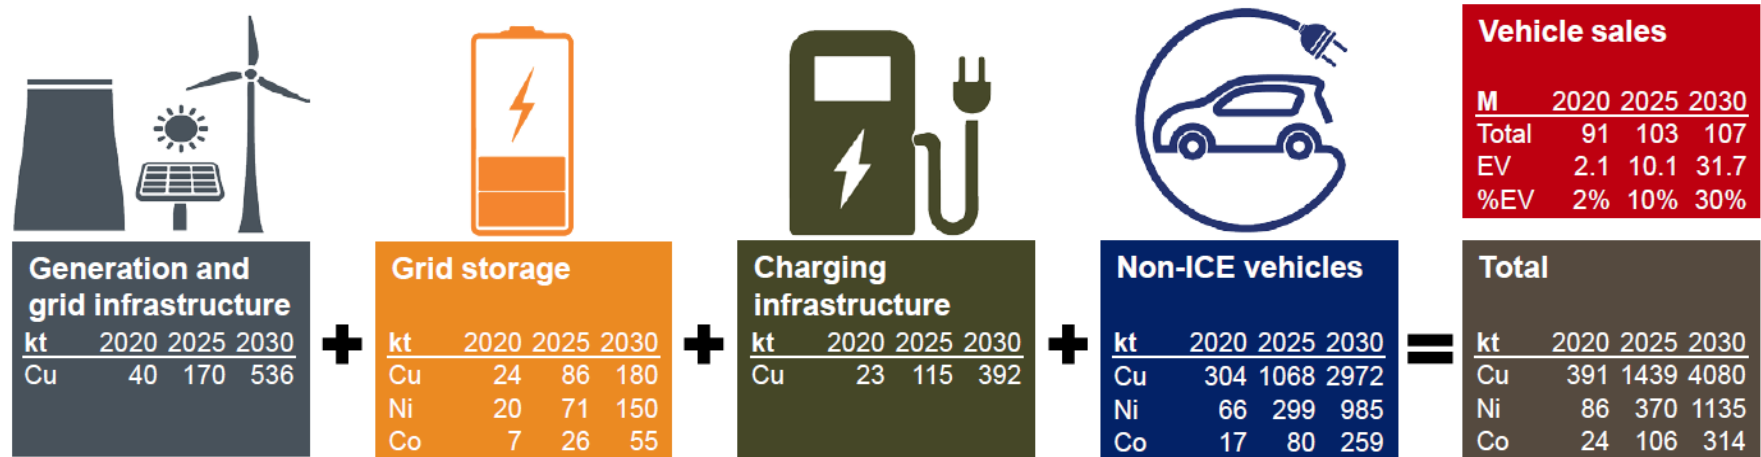 Vehicle sales
M 2020 2025 2030
Total 91 103 107
EV 2.1 10.1 31.7
%EV 2% 10% 30%
Generation and
grid infrastructure
kt 2020 2025 2030
Cu 40 170 536
Grid storage
kt 2020 2025 2030
Cu 24 86 180
Ni 20 71 150
Co 7 26 55
Charging
infrastructure
kt 2020 2025 2030
Cu 23 115 392
Non-ICE vehicles
kt 2020 2025 2030
Cu 304 1068 2972
Ni 66 299 985
Co 17 80 259
Total
kt 2020 2025 2030
Cu 391 1439 4080
Ni 86 370 1135
Co 24 106 314